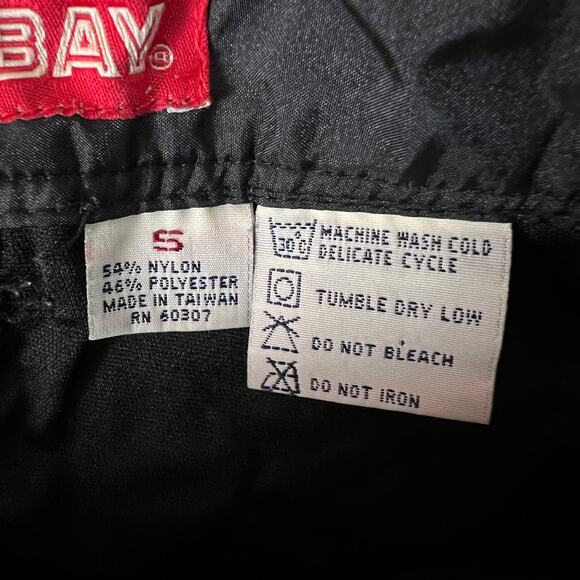 BAY®
S
54% NYLON
46% POLYESTER
MADE IN TAIWAN
RN 60307
30C MACHINE WASH COLD
DELICATE CYCLE
TUMBLE DRY LOW
DO NOT BLEACH
DO NOT IRON